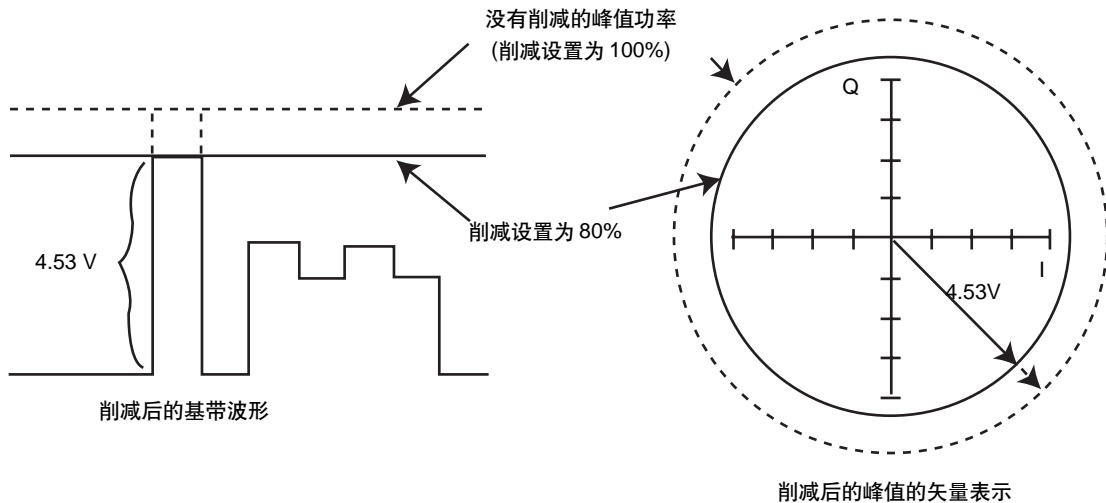 没有削减的峰值功率
(削减设置为 100%)
Q
削减设置为 80%
4.53 V
I
4.53V
削减后的基带波形
削减后的峰值的矢量表示